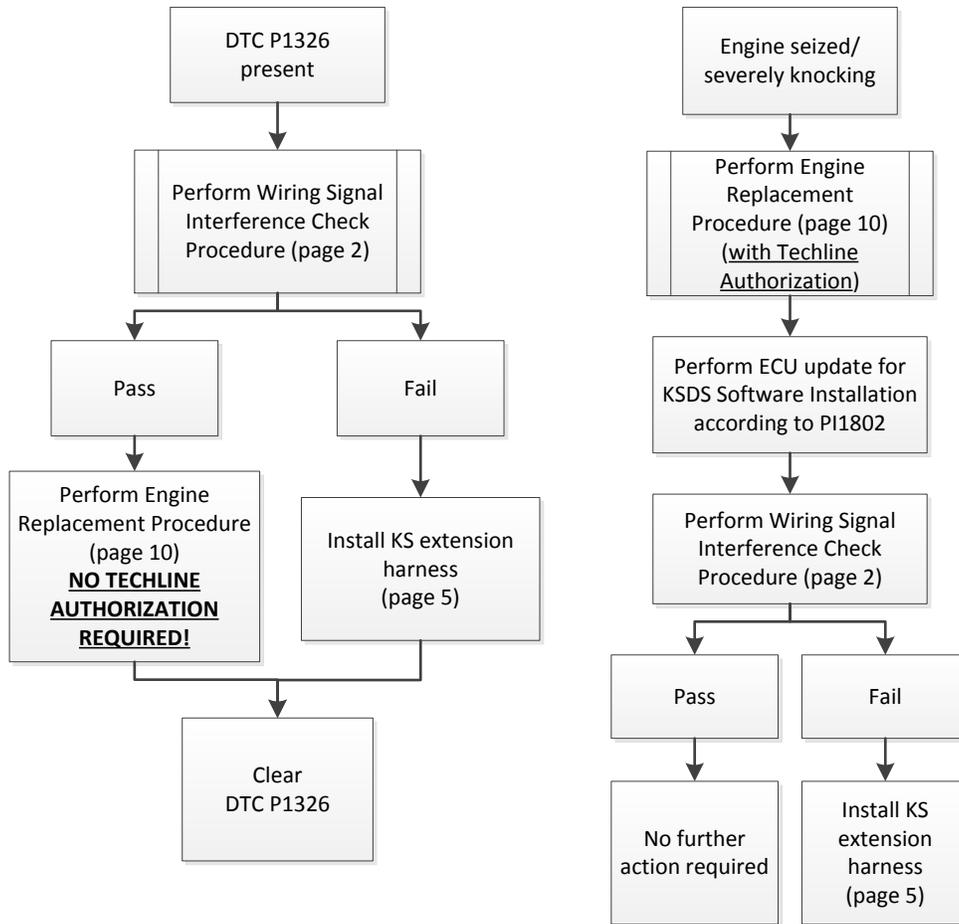 DTC P1326
present
Perform Wiring Signal
Interference Check
Procedure (page 2)
Pass
Fail
Perform Engine
Replacement Procedure
(page 10)
NO TECHLINE
AUTHORIZATION
REQUIRED!
Install KS extension
harness
(page 5)
Clear
DTC P1326
Engine seized/
severely knocking
Perform Engine
Replacement
Procedure (page 10)
(with Techline
Authorization)
Perform ECU update for
KSDS Software Installation
according to PI1802
Perform Wiring Signal
Interference Check
Procedure (page 2)
Pass
Fail
No further
action required
Install KS
extension
harness
(page 5)